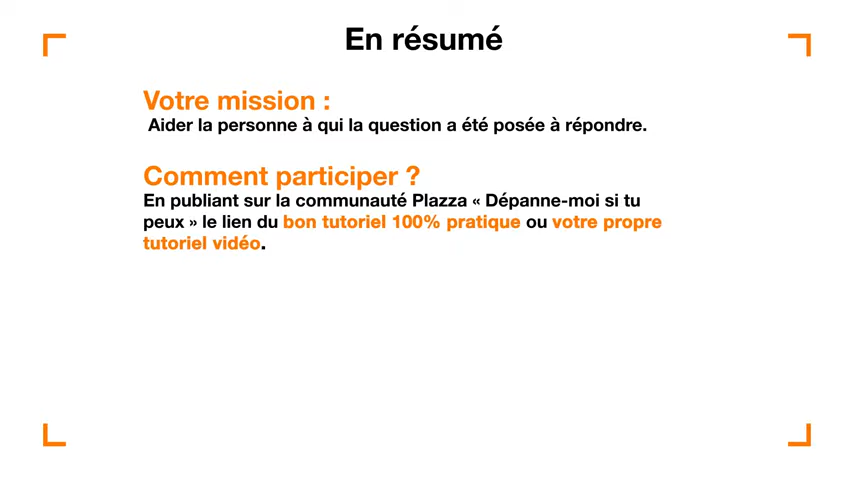 En résumé
Votre mission :
Aider la personne à qui la question a été posée à répondre.
Comment participer ?
En publiant sur la communauté Plazza « Dépanne-moi si tu
peux » le lien du bon tutoriel 100% pratique ou votre propre
tutoriel vidéo.